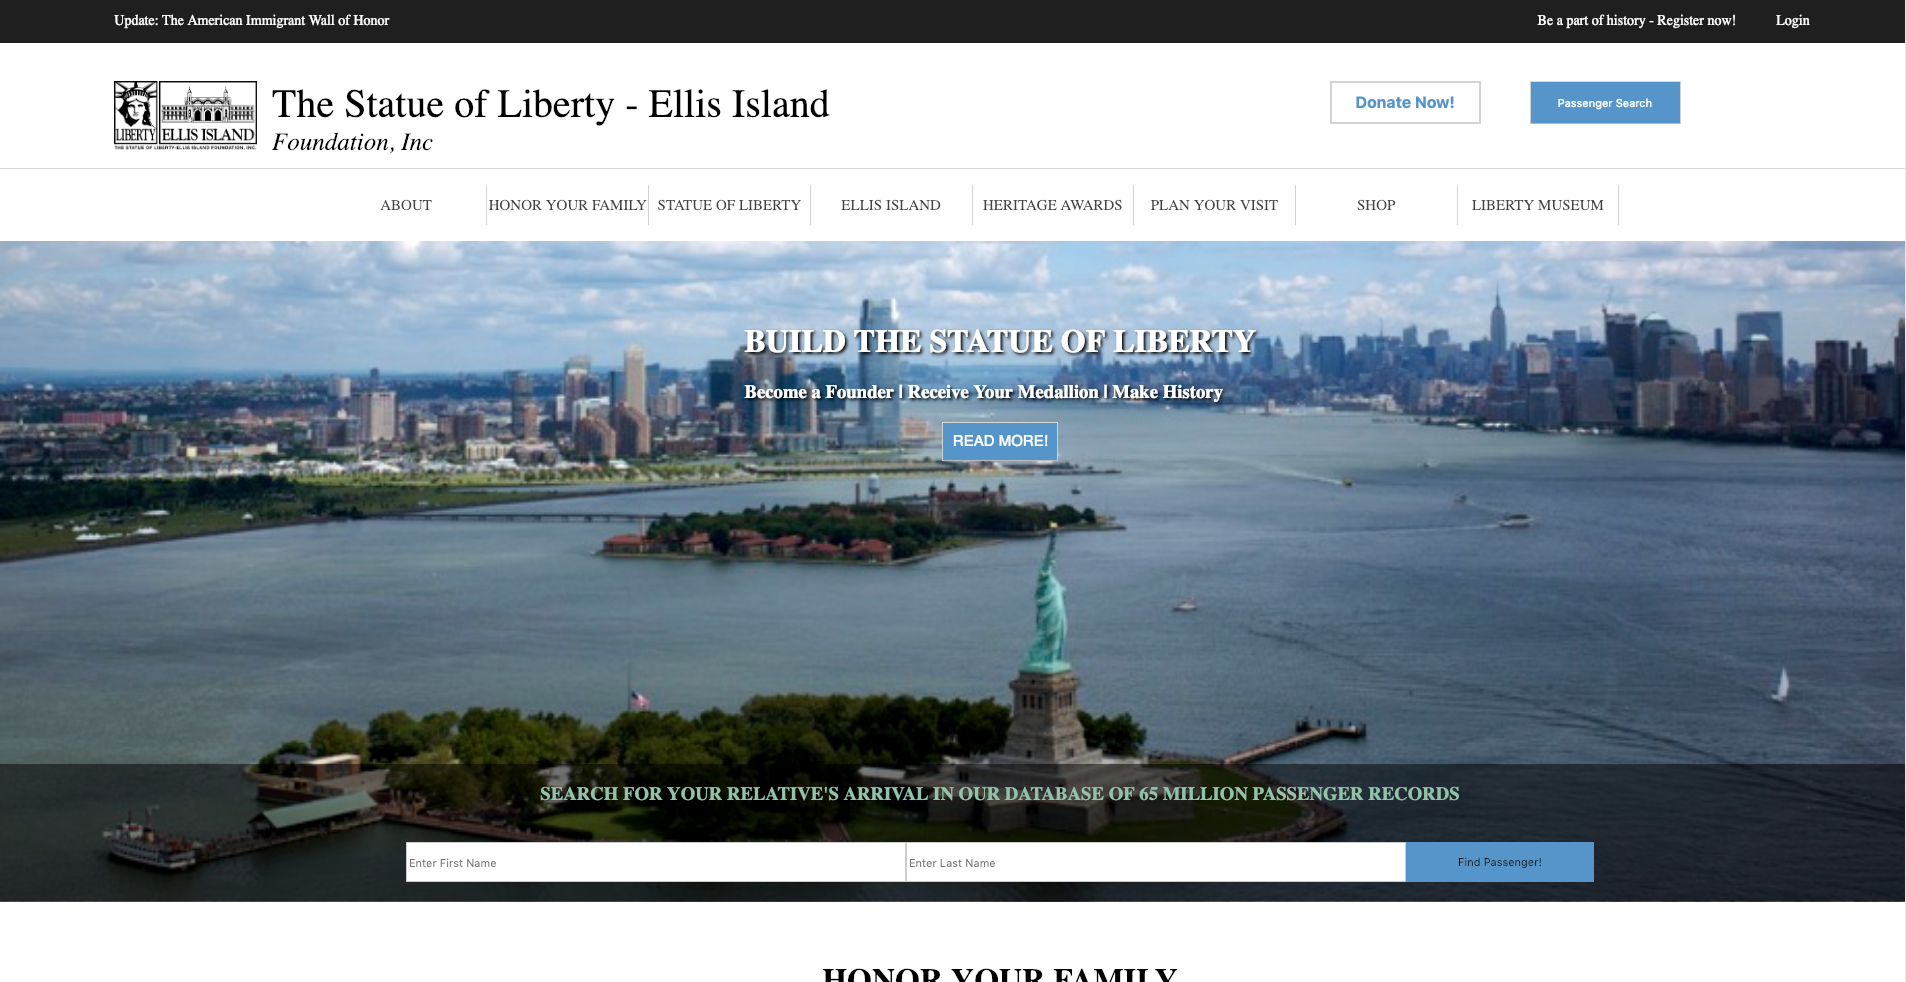 Update: The American Immigrant Wall of Honor
Be a part of history - Register now!
Login
LIBERTY
ELLIS ISLAND
THE STATUE OF LIBERTY-ELLIS ISLAND FOUNDATION, INC.
The Statue of Liberty - Ellis Island
Foundation, Inc
Donate Now!
Passenger Search
ABOUT
HONOR YOUR FAMILY
STATUE OF LIBERTY
ELLIS ISLAND
HERITAGE AWARDS
PLAN YOUR VISIT
SHOP
LIBERTY MUSEUM
BUILD THE STATUE OF LIBERTY
Become a Founder | Receive Your Medallion | Make History
READ MORE!
SEARCH FOR YOUR RELATIVE'S ARRIVAL IN OUR DATABASE OF 65 MILLION PASSENGER RECORDS
Enter First Name
Enter Last Name
Find Passenger!
HONOR YOUR FAMILY